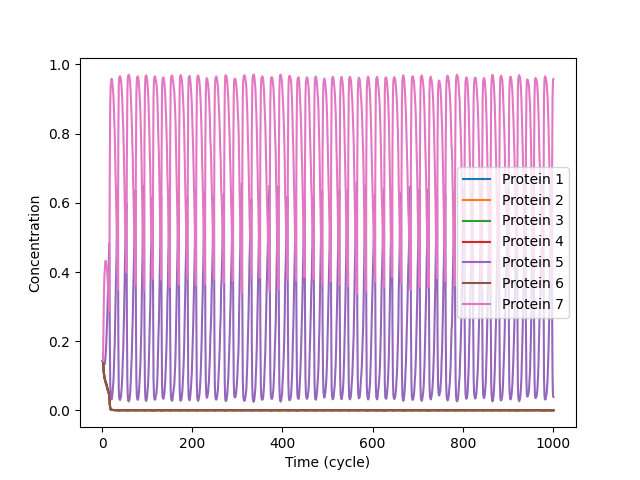 1.0
0.8
0.6
0.4
0.2
0.0
Concentration
0
200
400
600
800
1000
Time (cycle)
Protein 1
Protein 2
Protein 3
Protein 4
Protein 5
Protein 6
Protein 7